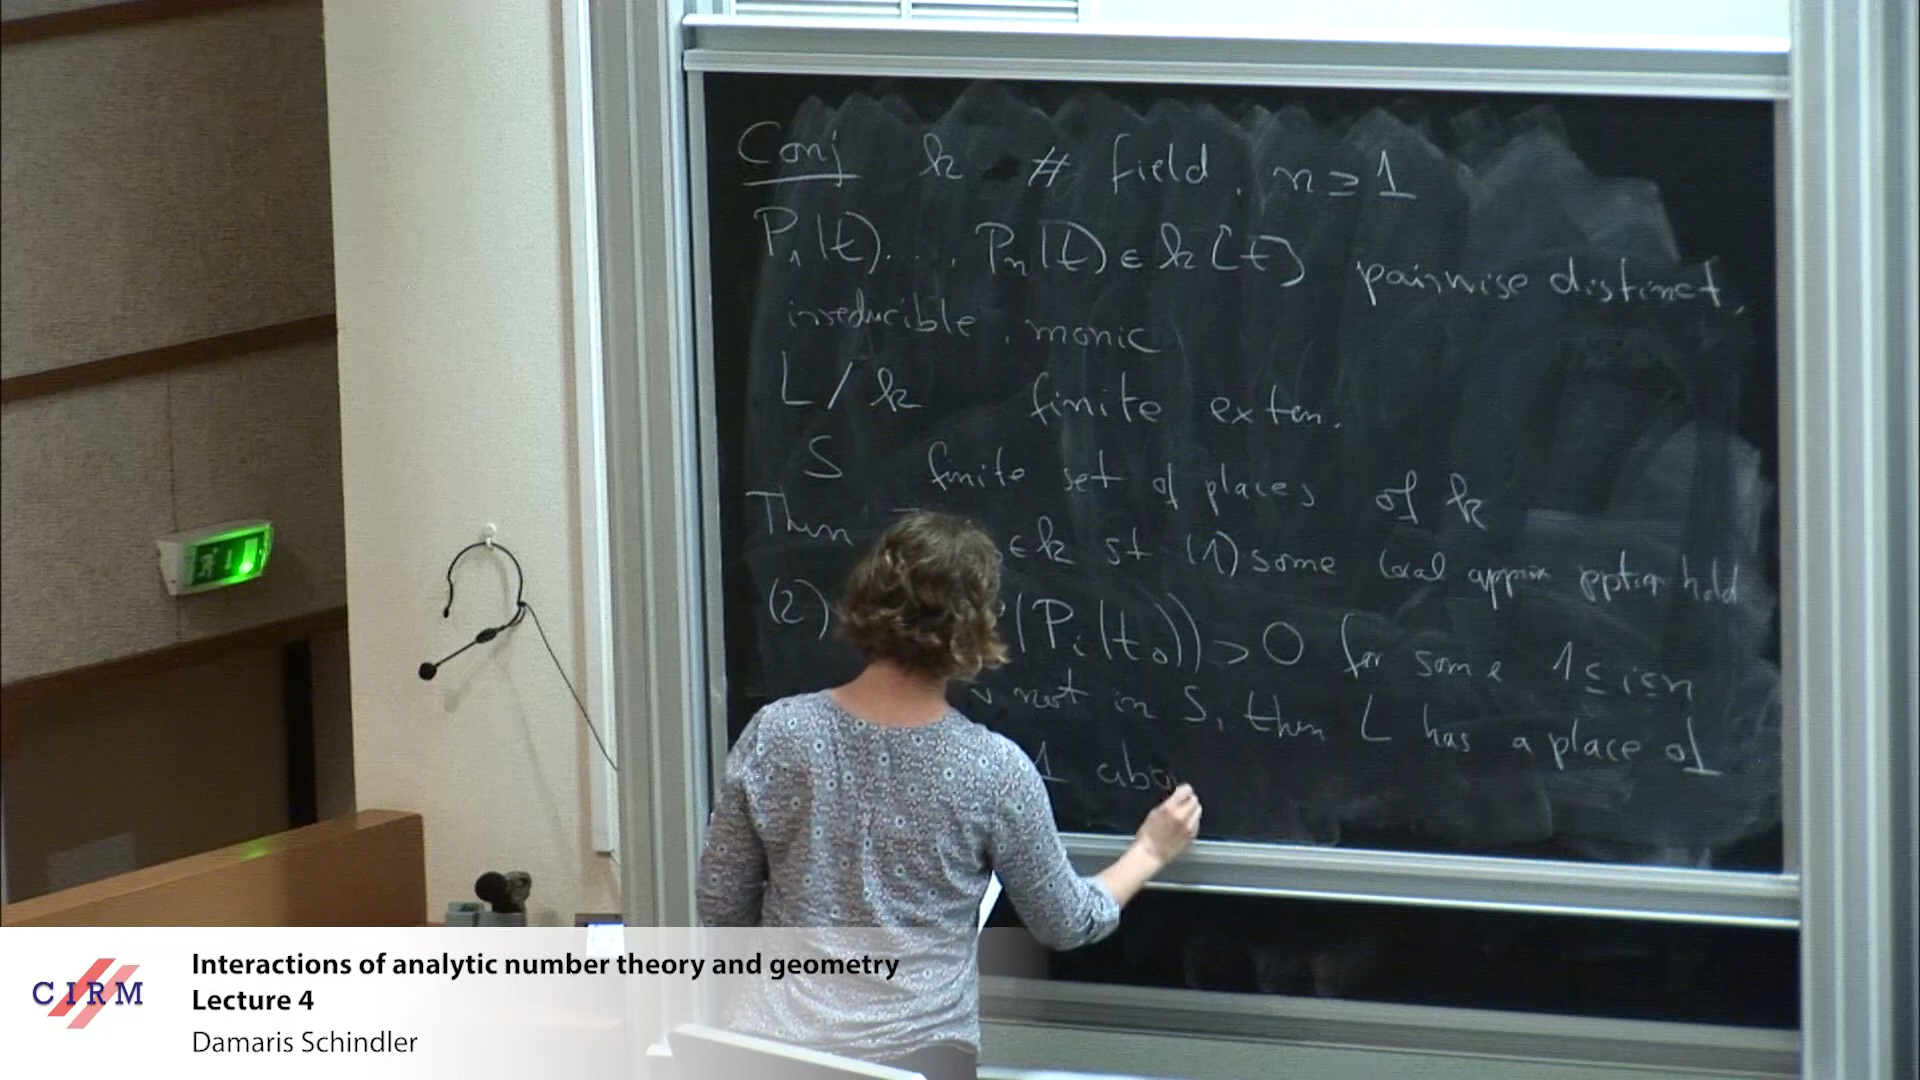 Conj k # field, n ≥ 1
P₁(t), ..., Pₙ(t) ∈ k[t] pairwise distinct,
irreducible, monic
L/k finite exten.
S finite set of places of k
Then ∈ k st (1) some local approx hold
(2) (Pᵢ(t₀)) > 0 for some 1 ≤ i ≤ n
v not in S, then L has a place of
1 abov
Interactions of analytic number theory and geometry
Lecture 4
Damaris Schindler
CIRM